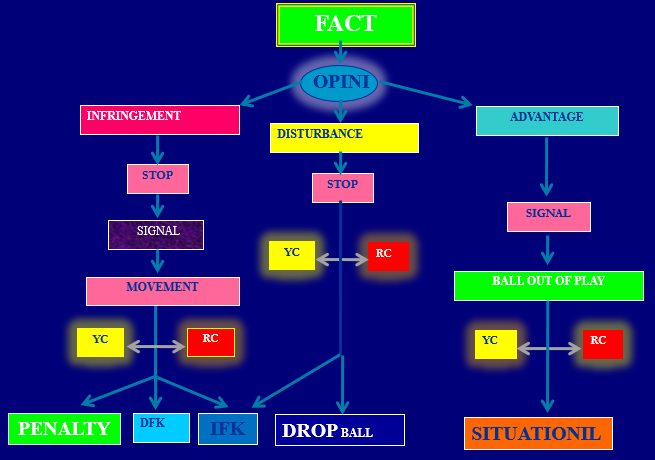 FACT
OPINI
INFRINGEMENT
DISTURBANCE
ADVANTAGE
STOP
STOP
SIGNAL
SIGNAL
MOVEMENT
YC
RC
BALL OUT OF PLAY
YC
RC
YC
RC
PENALTY
DFK
IFK
DROP BALL
SITUATIONIL